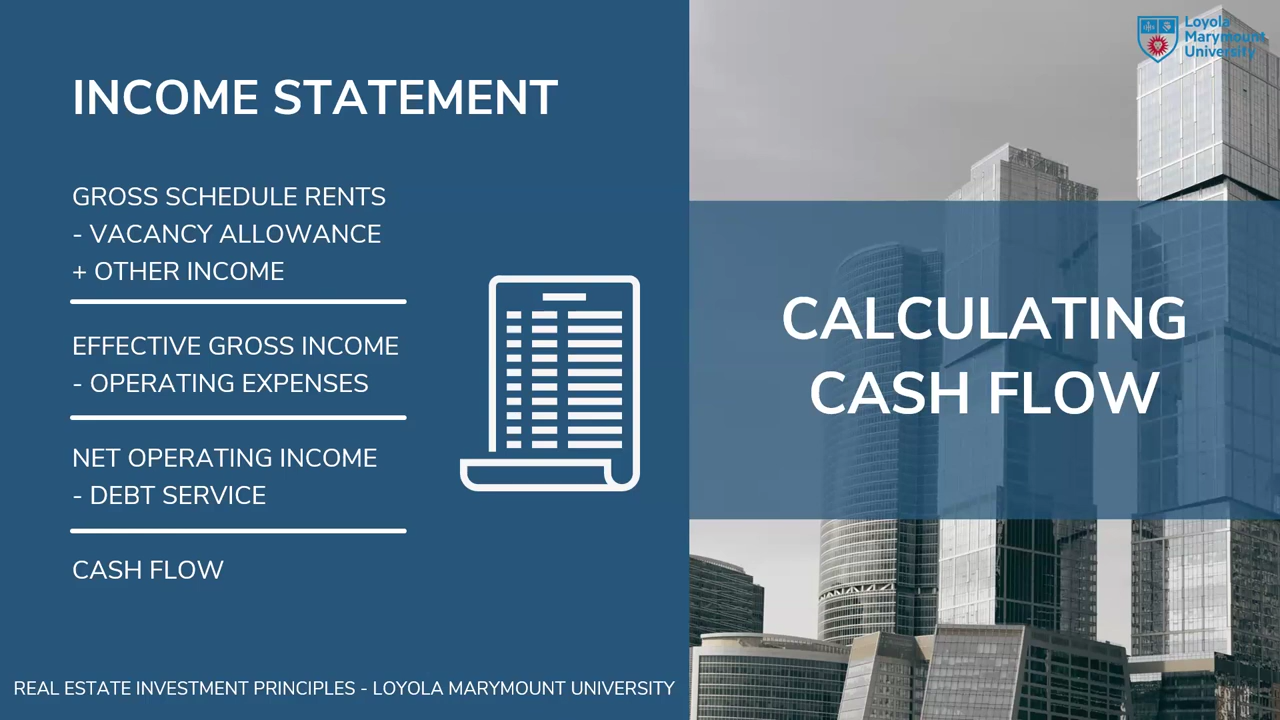 INCOME STATEMENT
GROSS SCHEDULE RENTS
- VACANCY ALLOWANCE
+ OTHER INCOME
EFFECTIVE GROSS INCOME
- OPERATING EXPENSES
NET OPERATING INCOME
- DEBT SERVICE
CASH FLOW
REAL ESTATE INVESTMENT PRINCIPLES - LOYOLA MARYMOUNT UNIVERSITY
Loyola
Marymount
University
CALCULATING
CASH FLOW